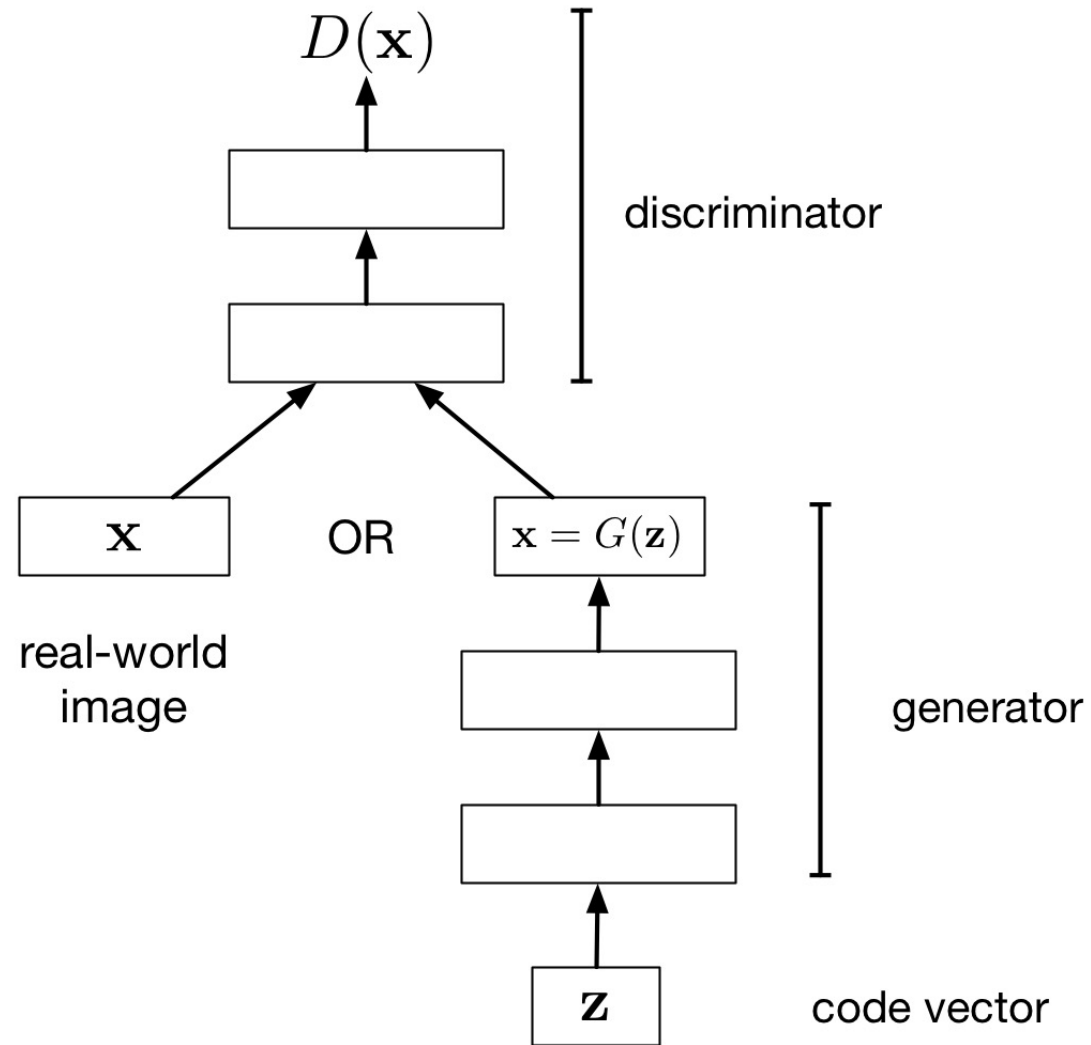 D(x)
discriminator
x
OR
x = G(z)
real-world
image
generator
z
code vector